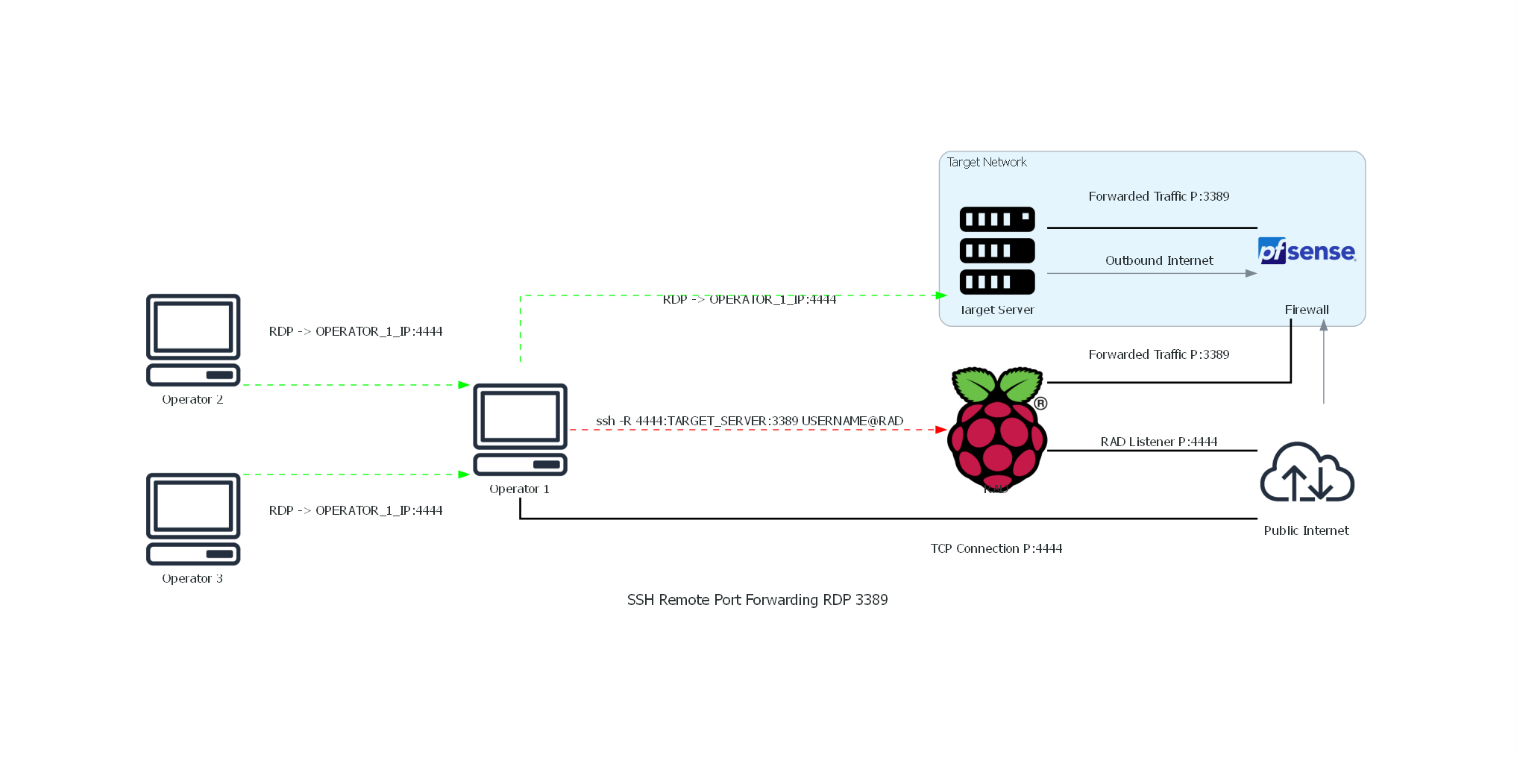 Target Network
Forwarded Traffic P:3389
pfsense
Outbound Internet
RDP -> OPERATOR_1_IP:4444
Target Server
Firewall
RDP -> OPERATOR_1_IP:4444
Forwarded Traffic P:3389
Operator 2
®
ssh -R 4444:TARGET_SERVER:3389 USERNAME@RAD
RAD Listener P:4444
Operator 1
RAD
RDP -> OPERATOR_1_IP:4444
Public Internet
TCP Connection P:4444
Operator 3
SSH Remote Port Forwarding RDP 3389